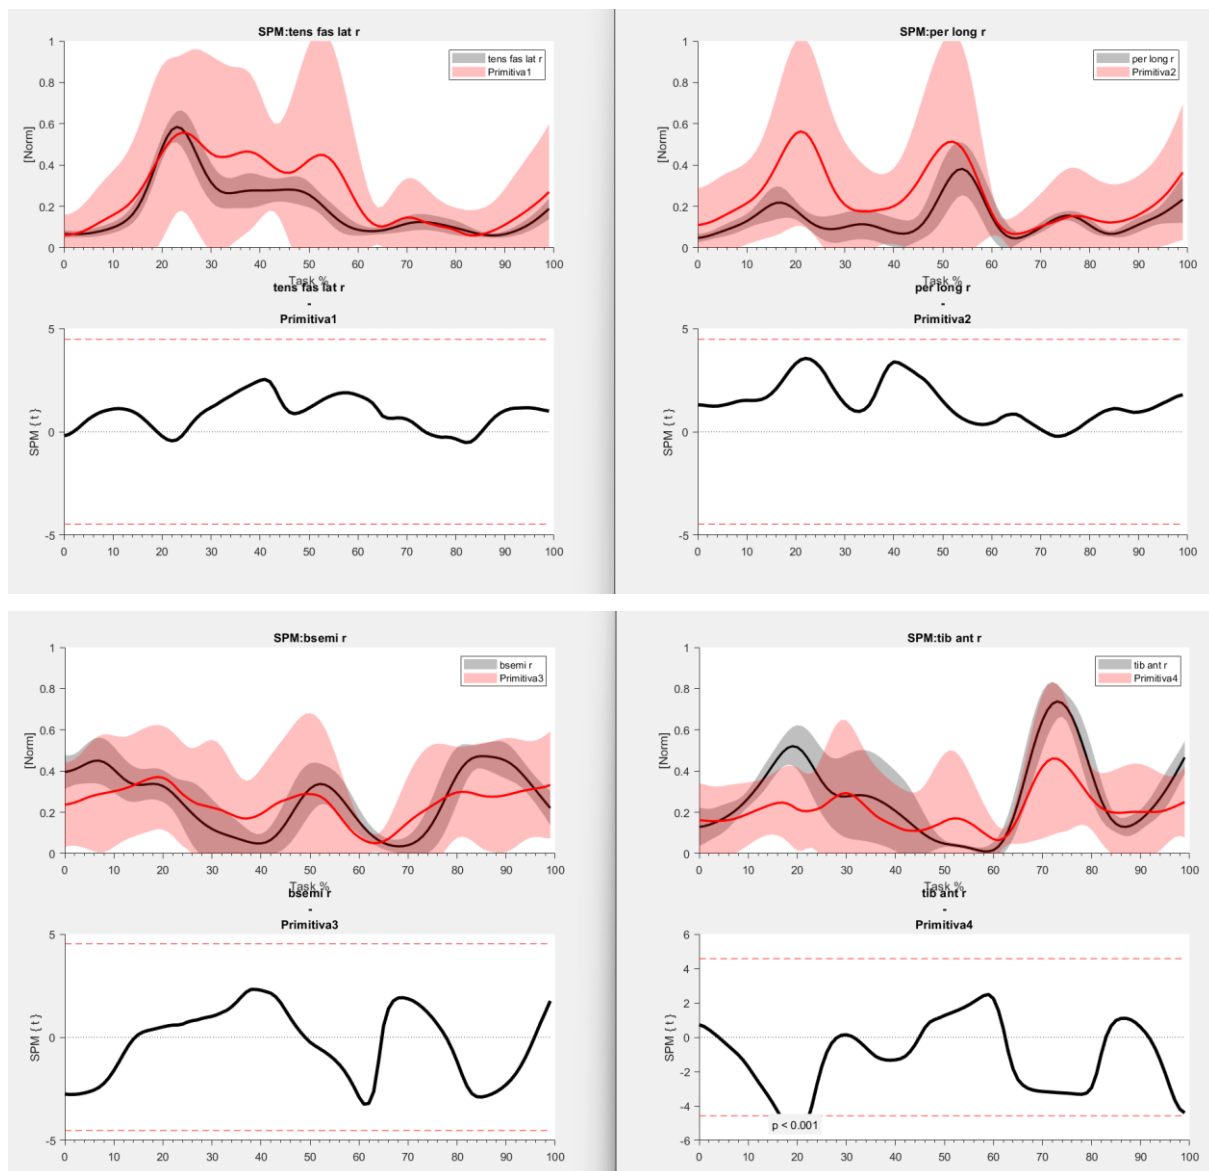 SPM:tens fas lat r
1
0.8
0.6
0.4
0.2
0
[Norm]
tens fas lat r
Primitiva1
0 10 20 30 40 50 60 70 80 90 100
Task %
tens fas lat r
-
Primitiva1
5
0
-5
SPM { t }
0 10 20 30 40 50 60 70 80 90 100
SPM:per long r
1
0.8
0.6
0.4
0.2
0
[Norm]
per long r
Primitiva2
0 10 20 30 40 50 60 70 80 90 100
Task %
per long r
-
Primitiva2
5
0
-5
SPM { t }
0 10 20 30 40 50 60 70 80 90 100
SPM:bsemi r
1
0.8
0.6
0.4
0.2
0
[Norm]
bsemi r
Primitiva3
0 10 20 30 40 50 60 70 80 90 100
Task %
bsemi r
-
Primitiva3
5
0
-5
SPM { t }
0 10 20 30 40 50 60 70 80 90 100
SPM:tib ant r
1
0.8
0.6
0.4
0.2
0
[Norm]
tib ant r
Primitiva4
0 10 20 30 40 50 60 70 80 90 100
Task %
tib ant r
-
Primitiva4
6
4
2
0
-2
-4
-6
SPM { t }
p < 0.001
0 10 20 30 40 50 60 70 80 90 100